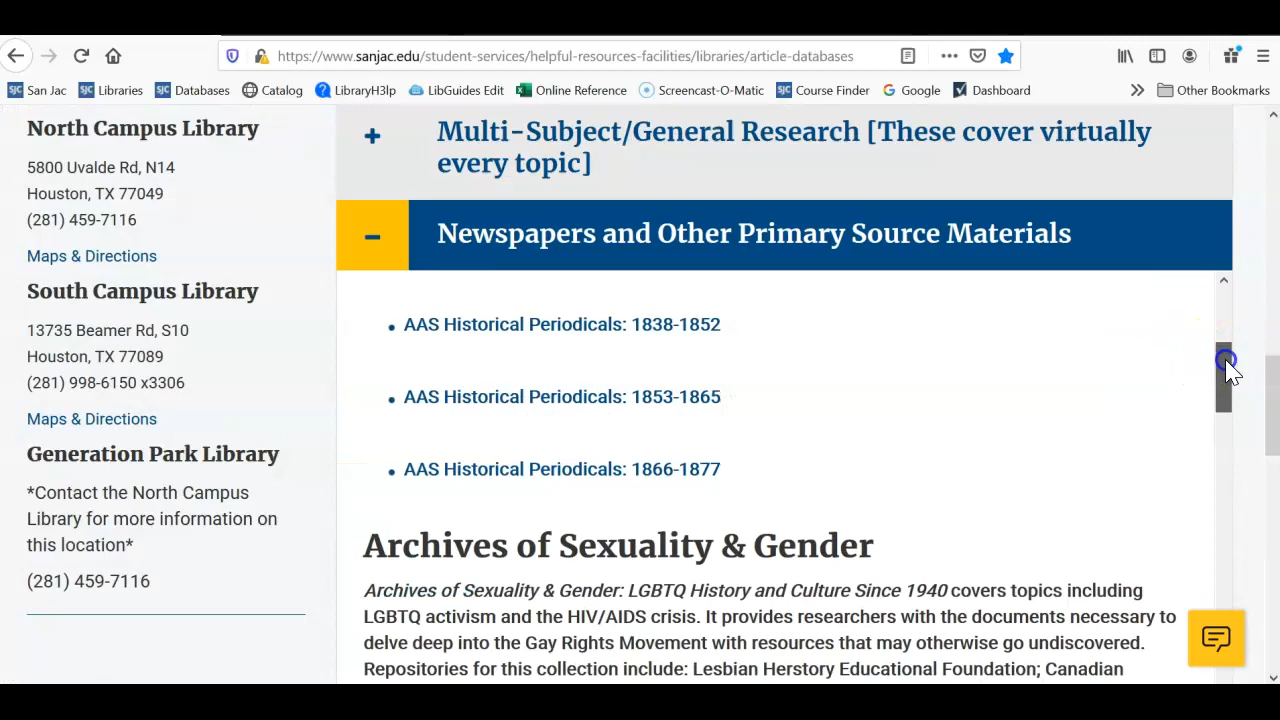 https://www.sanjac.edu/student-services/helpful-resources-facilities/libraries/article-databases
SJC San Jac SJC Libraries SJC Databases Catalog LibraryH3lp LibGuides Edit Online Reference Screencast-O-Matic SJC Course Finder Google Dashboard Other Bookmarks
North Campus Library
5800 Uvalde Rd, N14
Houston, TX 77049
(281) 459-7116
Maps & Directions
South Campus Library
13735 Beamer Rd, S10
Houston, TX 77089
(281) 998-6150 x3306
Maps & Directions
Generation Park Library
*Contact the North Campus
Library for more information on
this location*
(281) 459-7116
+ Multi-Subject/General Research [These cover virtually
every topic]
- Newspapers and Other Primary Source Materials
• AAS Historical Periodicals: 1838-1852
• AAS Historical Periodicals: 1853-1865
• AAS Historical Periodicals: 1866-1877
Archives of Sexuality & Gender
Archives of Sexuality & Gender: LGBTQ History and Culture Since 1940 covers topics including
LGBTQ activism and the HIV/AIDS crisis. It provides researchers with the documents necessary to
delve deep into the Gay Rights Movement with resources that may otherwise go undiscovered.
Repositories for this collection include: Lesbian Herstory Educational Foundation; Canadian